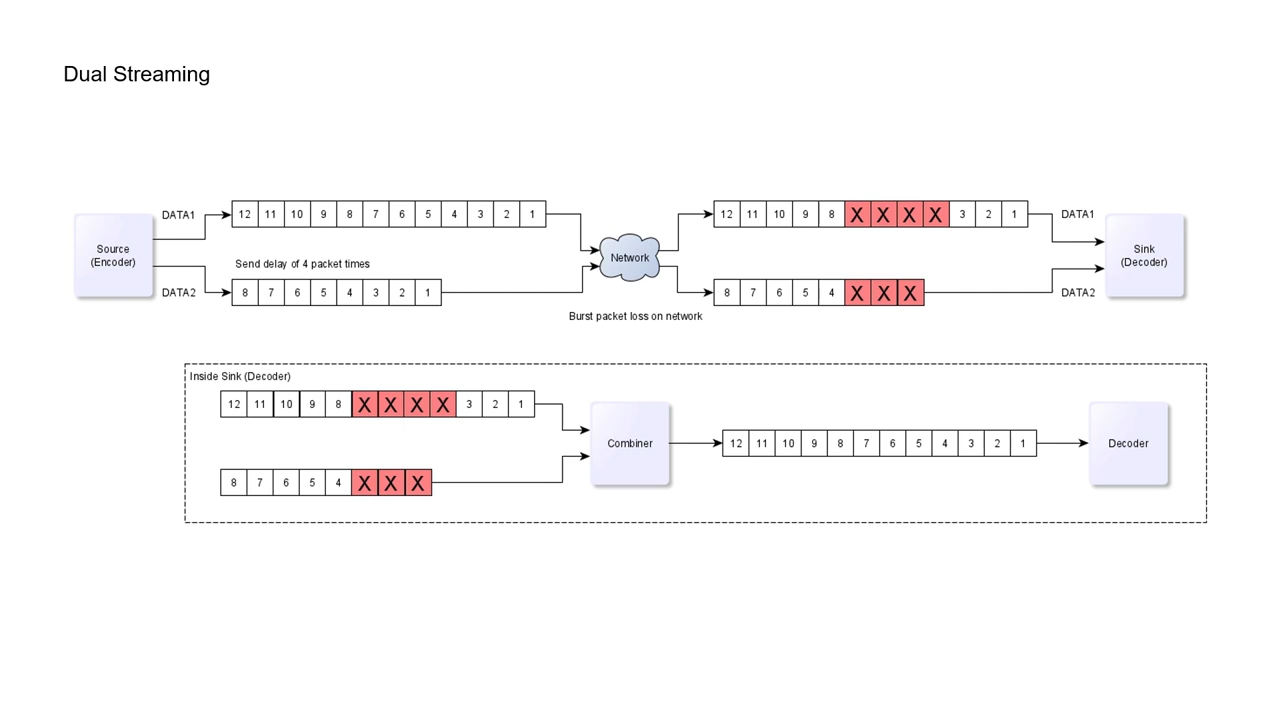 Dual Streaming
Source
(Encoder)
DATA1
12 11 10 9 8 7 6 5 4 3 2 1
Send delay of 4 packet times
DATA2
8 7 6 5 4 3 2 1
Network
Burst packet loss on network
12 11 10 9 8 X X X X 3 2 1
DATA1
8 7 6 5 4 X X X
DATA2
Sink
(Decoder)
Inside Sink (Decoder)
12 11 10 9 8 X X X X 3 2 1
8 7 6 5 4 X X X
Combiner
12 11 10 9 8 7 6 5 4 3 2 1
Decoder